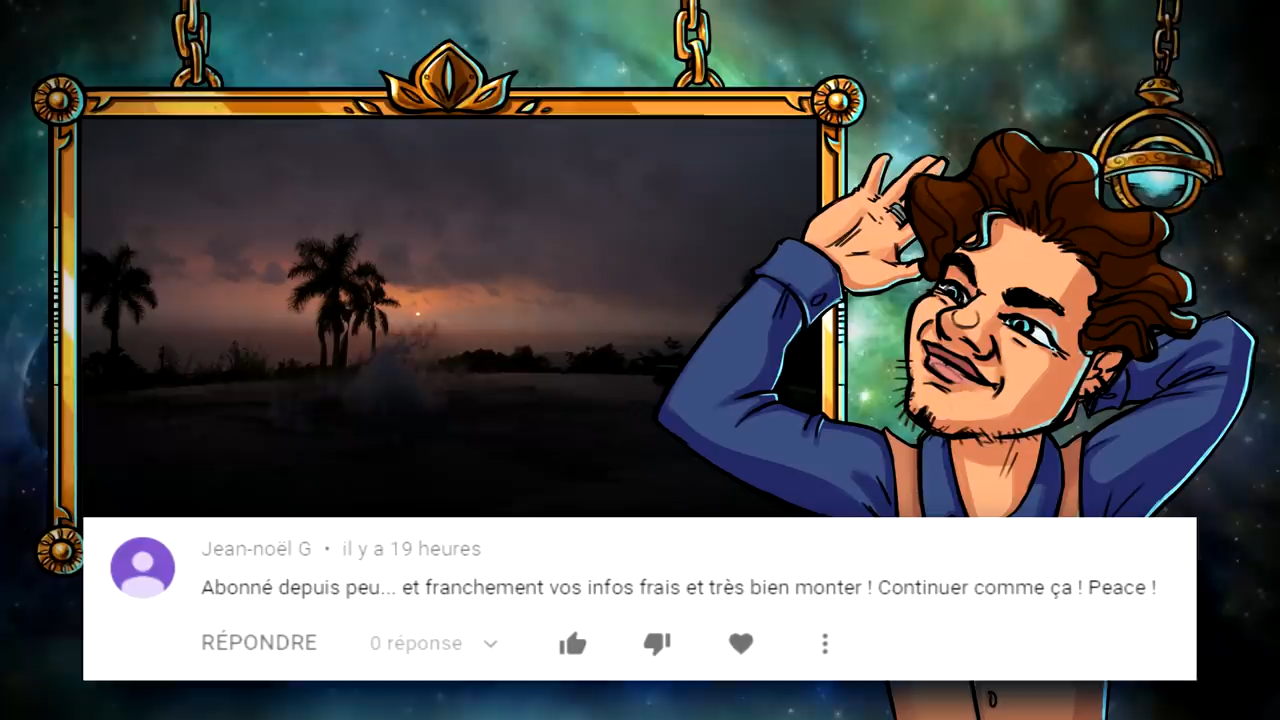 Jean-noël G • il y a 19 heures
Abonné depuis peu... et franchement vos infos frais et très bien monter ! Continuer comme ça ! Peace !
RÉPONDRE 0 réponse